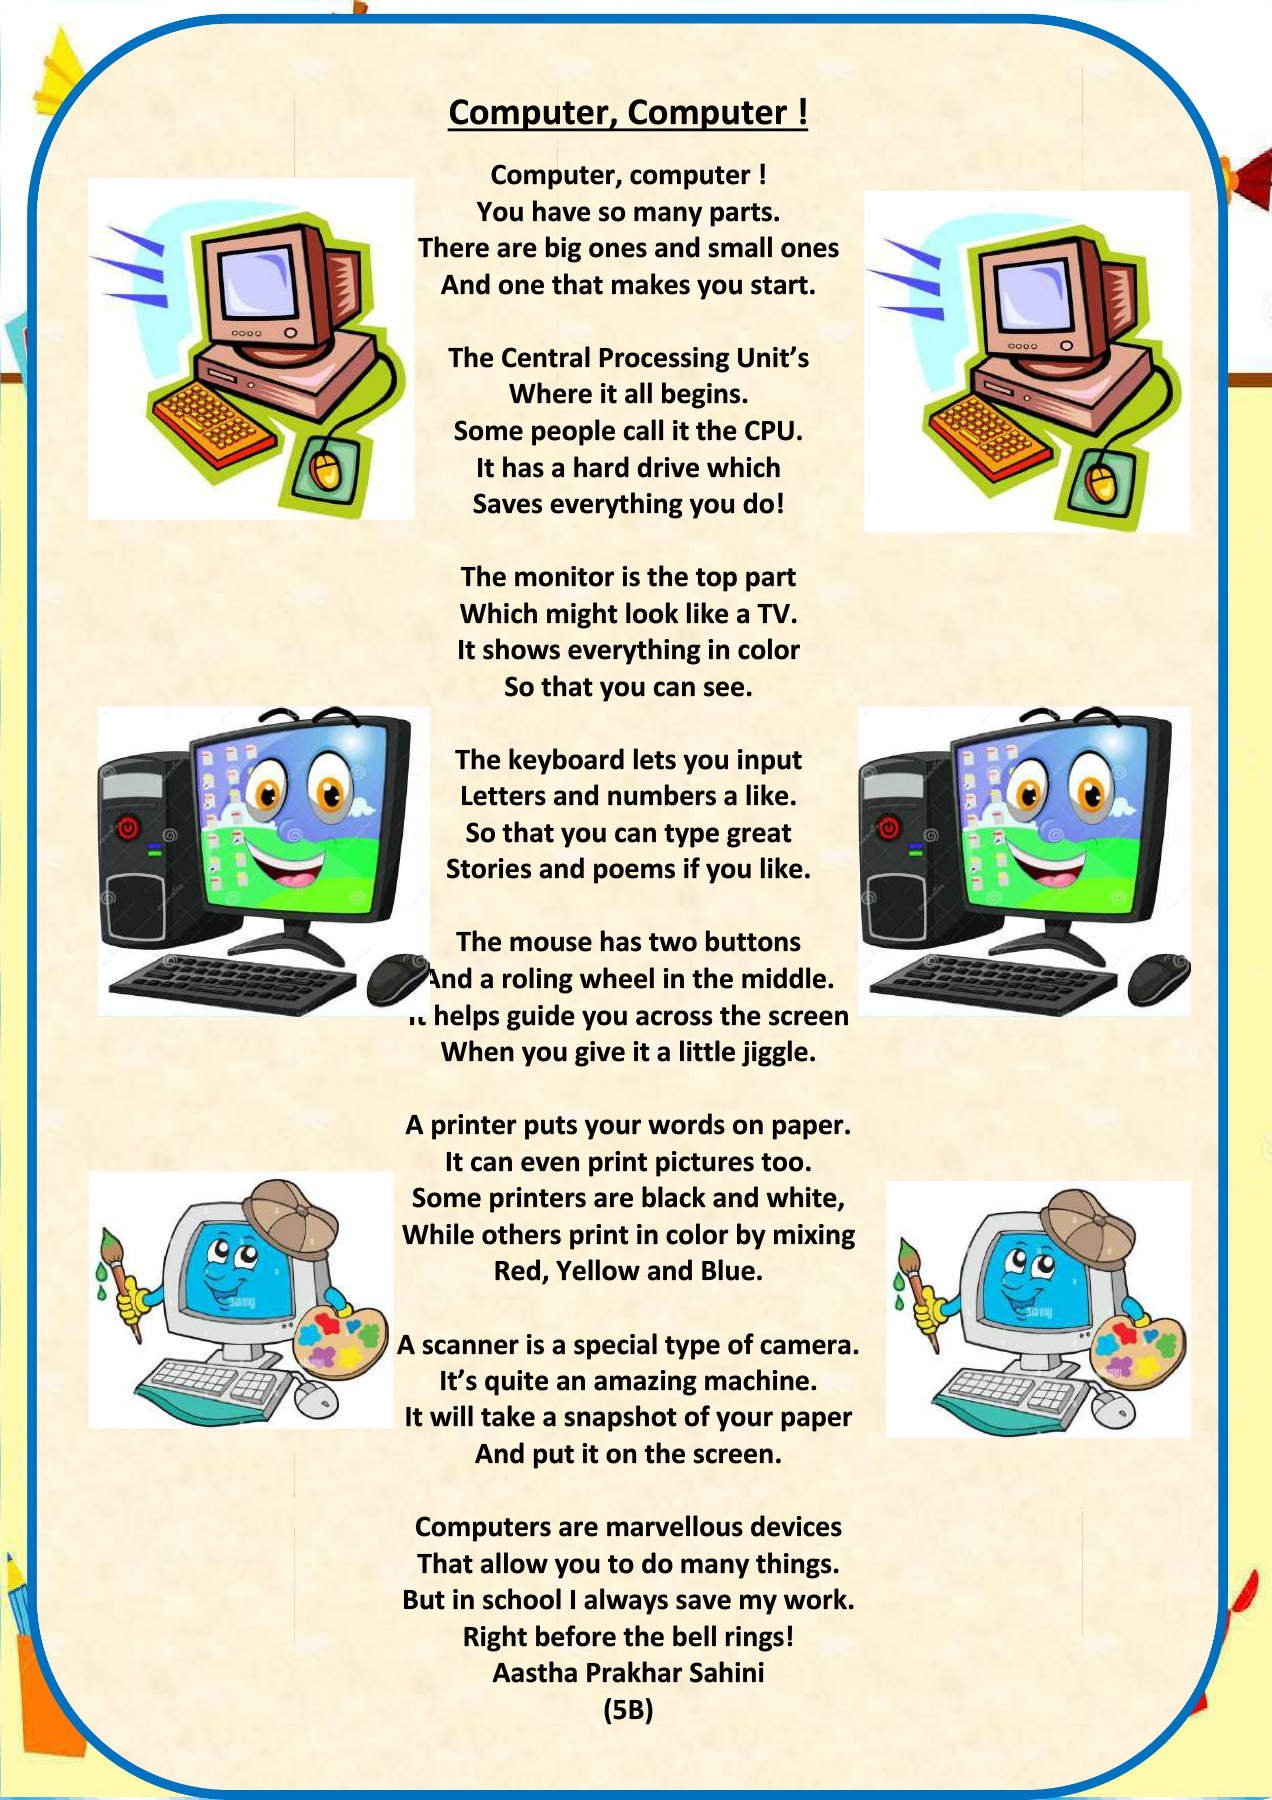 Computer, Computer !
Computer, computer !
You have so many parts.
There are big ones and small ones
And one that makes you start.
The Central Processing Unit’s
Where it all begins.
Some people call it the CPU.
It has a hard drive which
Saves everything you do!
The monitor is the top part
Which might look like a TV.
It shows everything in color
So that you can see.
The keyboard lets you input
Letters and numbers a like.
So that you can type great
Stories and poems if you like.
The mouse has two buttons
And a roling wheel in the middle.
It helps guide you across the screen
When you give it a little jiggle.
A printer puts your words on paper.
It can even print pictures too.
Some printers are black and white,
While others print in color by mixing
Red, Yellow and Blue.
A scanner is a special type of camera.
It’s quite an amazing machine.
It will take a snapshot of your paper
And put it on the screen.
Computers are marvellous devices
That allow you to do many things.
But in school I always save my work.
Right before the bell rings!
Aastha Prakhar Sahini
(5B)